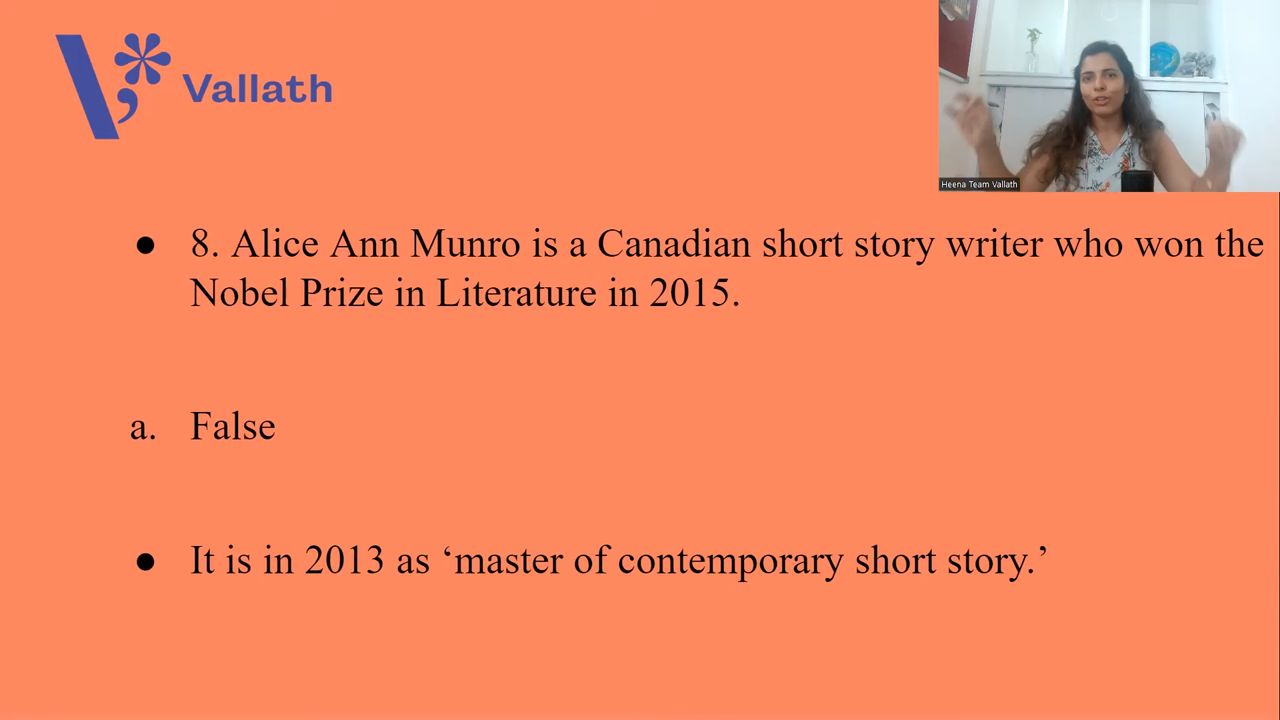 Vallath
Heena Team Vallath
● 8. Alice Ann Munro is a Canadian short story writer who won the
Nobel Prize in Literature in 2015.
a. False
● It is in 2013 as ‘master of contemporary short story.’